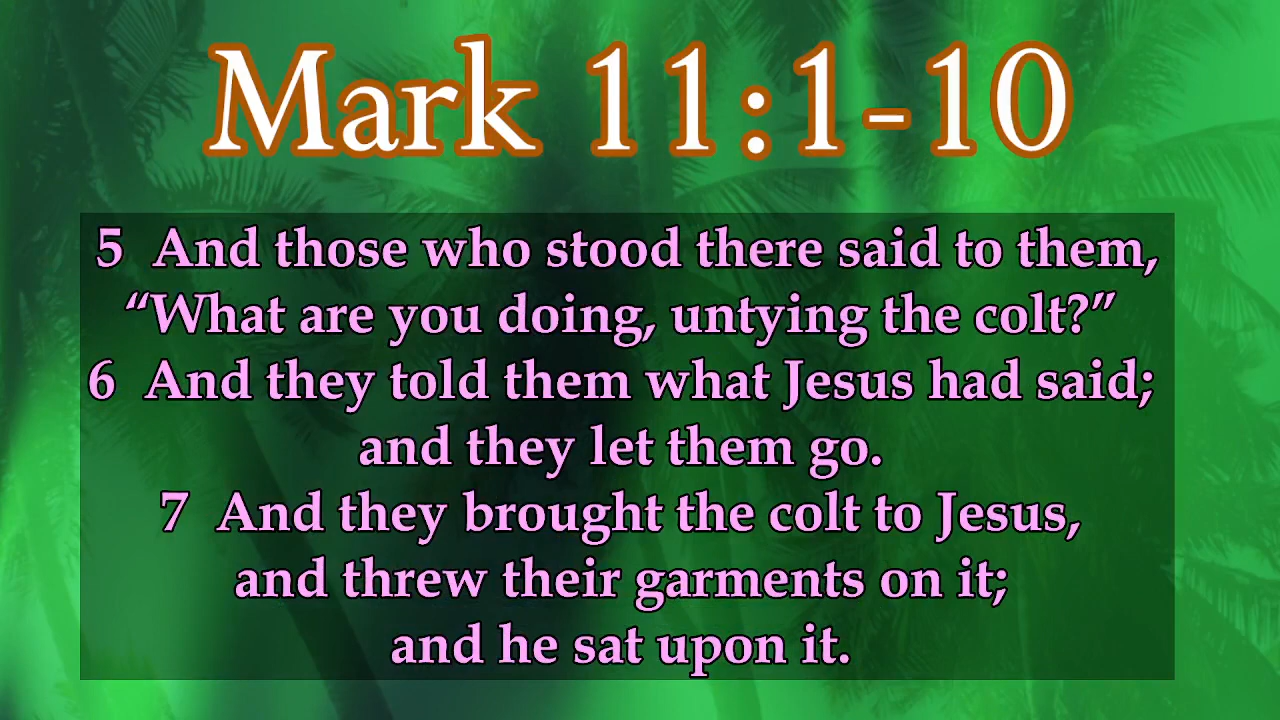 Mark 11:1-10
5 And those who stood there said to them,
“What are you doing, untying the colt?”
6 And they told them what Jesus had said;
and they let them go.
7 And they brought the colt to Jesus,
and threw their garments on it;
and he sat upon it.